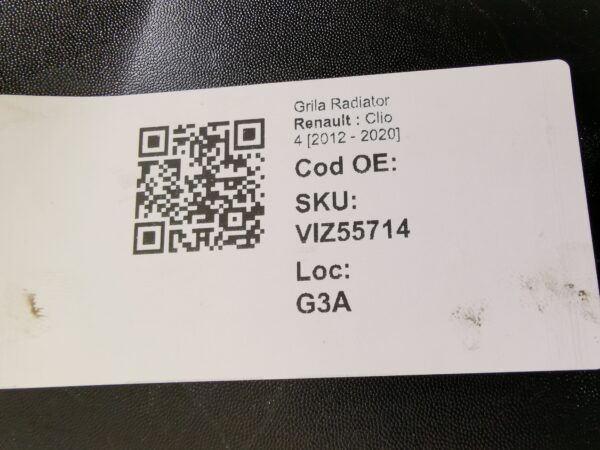 Grila Radiator
Renault : Clio
4 [2012 - 2020]
Cod OE:
SKU:
VIZ55714
Loc:
G3A